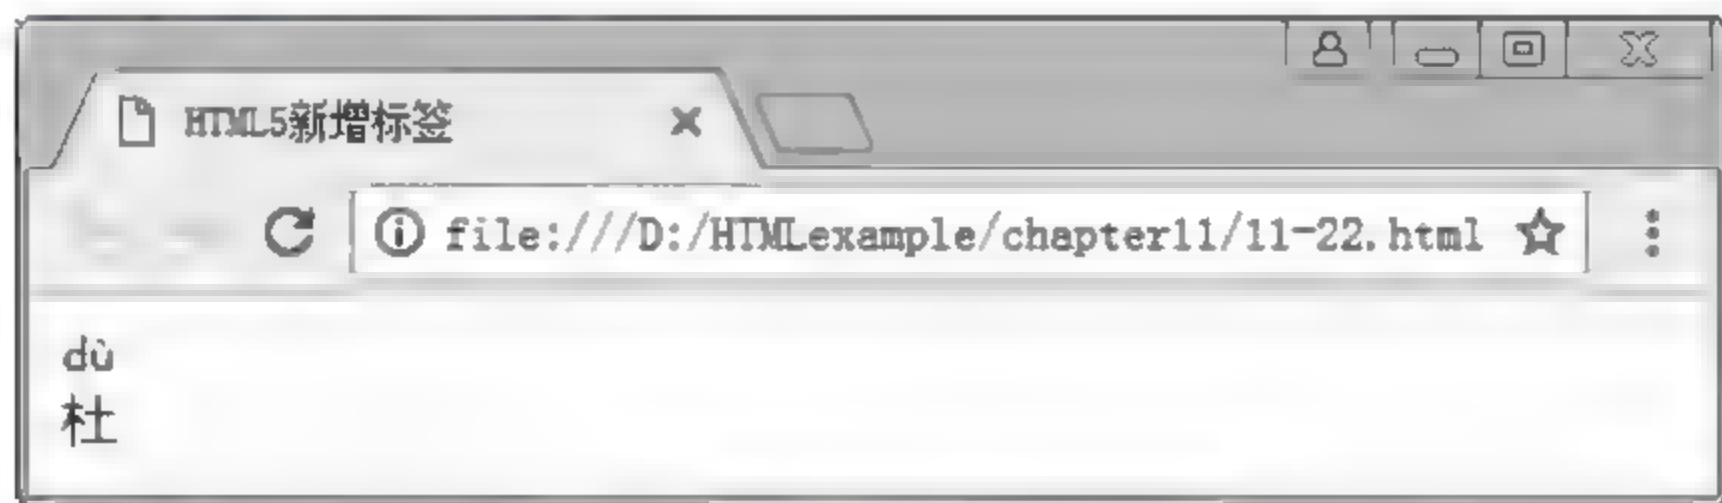 HTML5新增标签
file:///D:/HTMLexample/chapter11/11-22.html
dù
杜